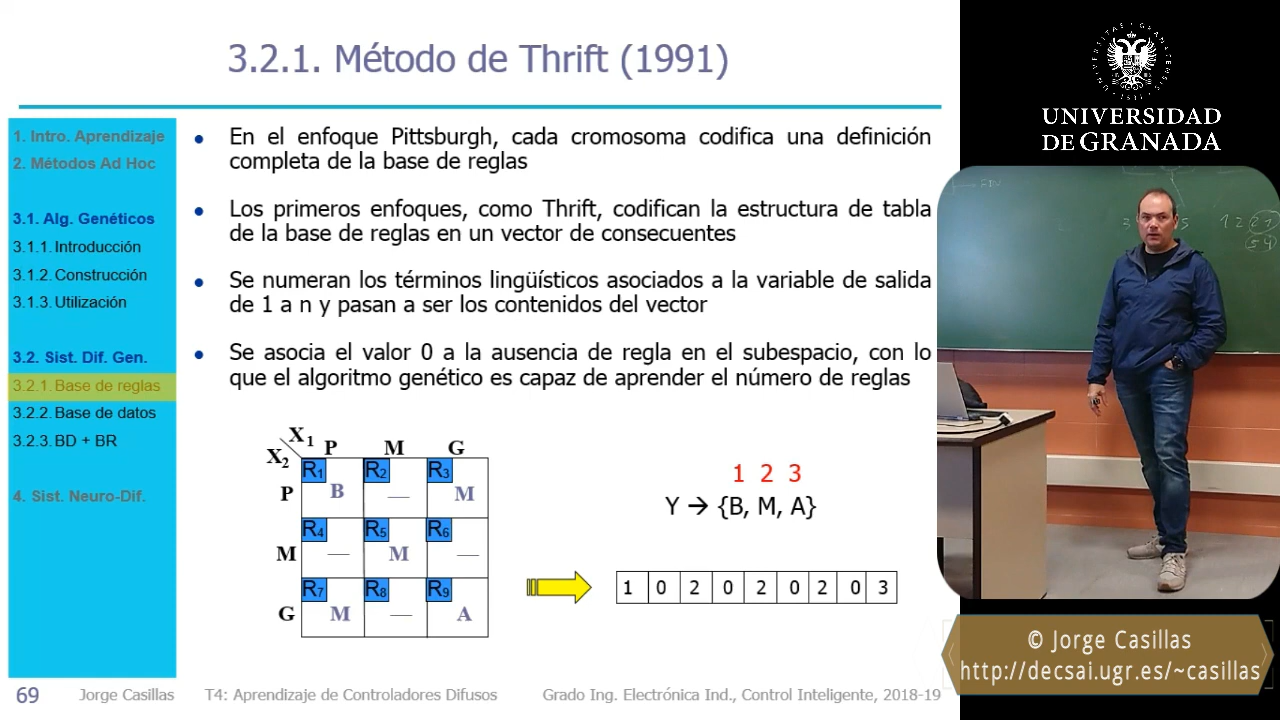 3.2.1. Método de Thrift (1991)
1. Intro. Aprendizaje
2. Métodos Ad Hoc
3.1. Alg. Genéticos
3.1.1. Introducción
3.1.2. Construcción
3.1.3. Utilización
3.2. Sist. Dif. Gen.
3.2.1. Base de reglas
3.2.2. Base de datos
3.2.3. BD + BR
4. Sist. Neuro-Dif.
• En el enfoque Pittsburgh, cada cromosoma codifica una definición
completa de la base de reglas
• Los primeros enfoques, como Thrift, codifican la estructura de tabla
de la base de reglas en un vector de consecuentes
• Se numeran los términos lingüísticos asociados a la variable de salida
de 1 a n y pasan a ser los contenidos del vector
• Se asocia el valor 0 a la ausencia de regla en el subespacio, con lo
que el algoritmo genético es capaz de aprender el número de reglas
X1 P M G
X2
R1 R2 R3
P B — M
R4 R5 R6
M — M —
R7 R8 R9
G M — A
1 2 3
Y → {B, M, A}
1 0 2 0 2 0 2 0 3
69 Jorge Casillas T4: Aprendizaje de Controladores Difusos Grado Ing. Electrónica Ind., Control Inteligente, 2018-19
UNIVERSIDAD
DE GRANADA
© Jorge Casillas
http://decsai.ugr.es/~casillas